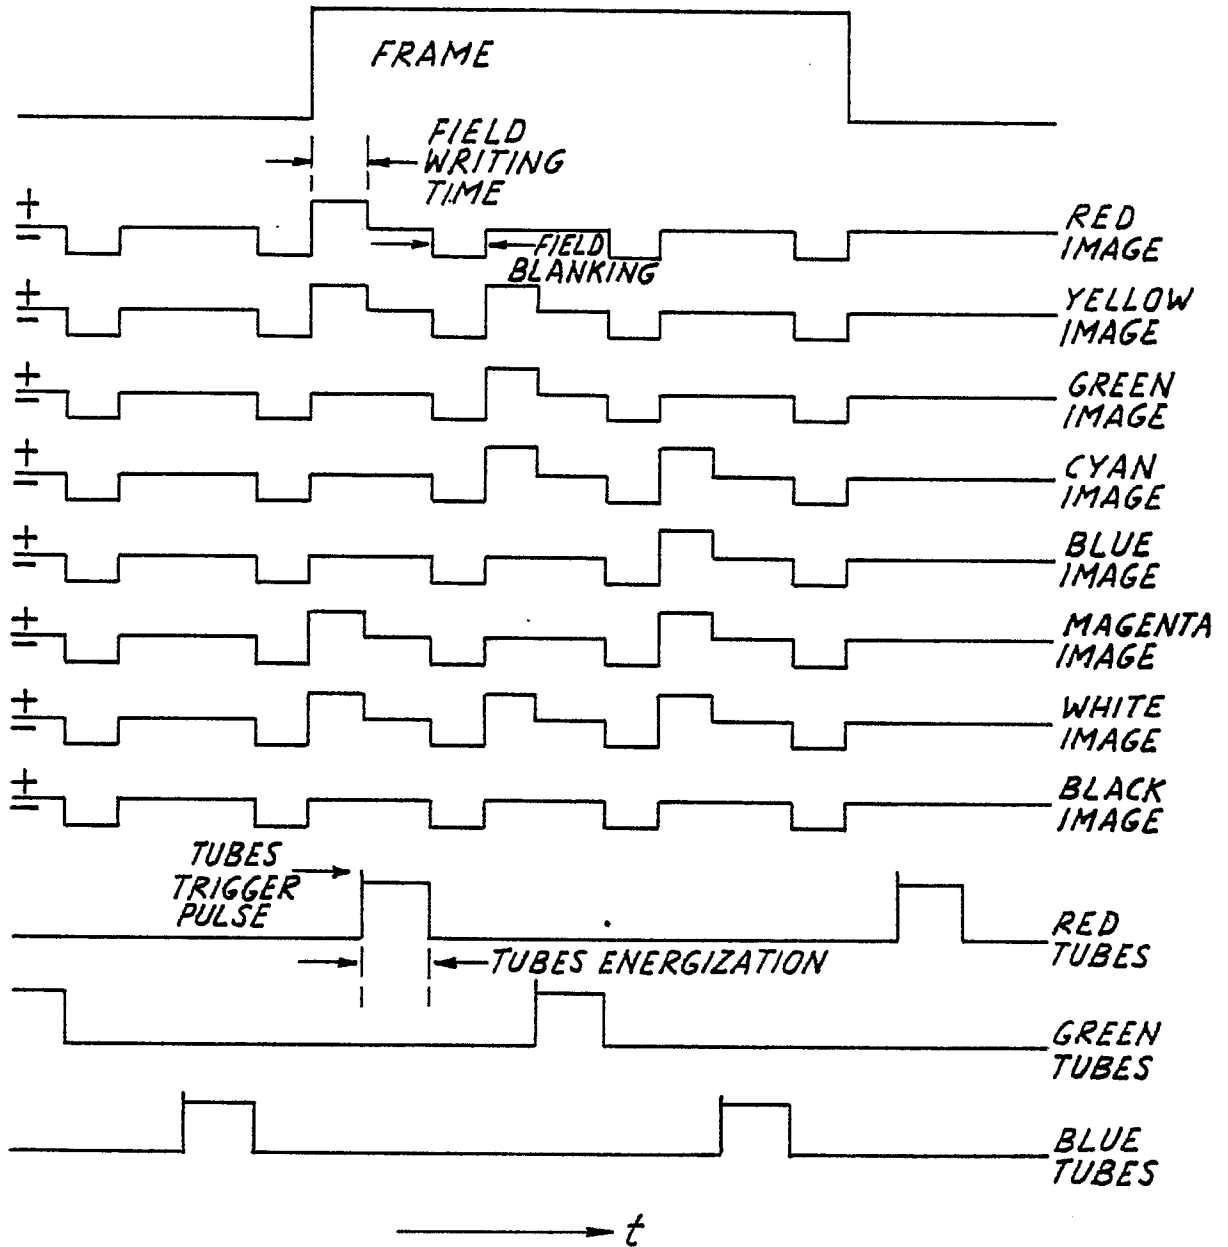 FRAME
FIELD
WRITING
TIME
+
=
RED
IMAGE
FIELD
BLANKING
+
=
YELLOW
IMAGE
+
=
GREEN
IMAGE
+
=
CYAN
IMAGE
+
=
BLUE
IMAGE
+
=
MAGENTA
IMAGE
+
=
WHITE
IMAGE
+
=
BLACK
IMAGE
TUBES
TRIGGER
PULSE
RED
TUBES
TUBES ENERGIZATION
GREEN
TUBES
BLUE
TUBES
t